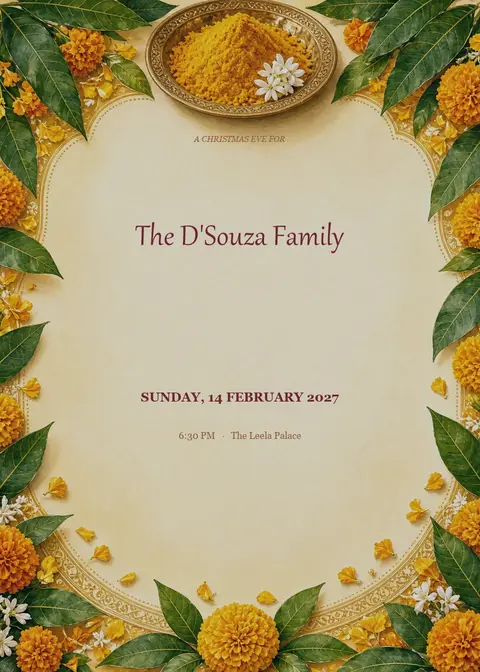 A CHRISTMAS EVE FOR
The D'Souza Family
SUNDAY, 14 FEBRUARY 2027
6:30 PM · The Leela Palace